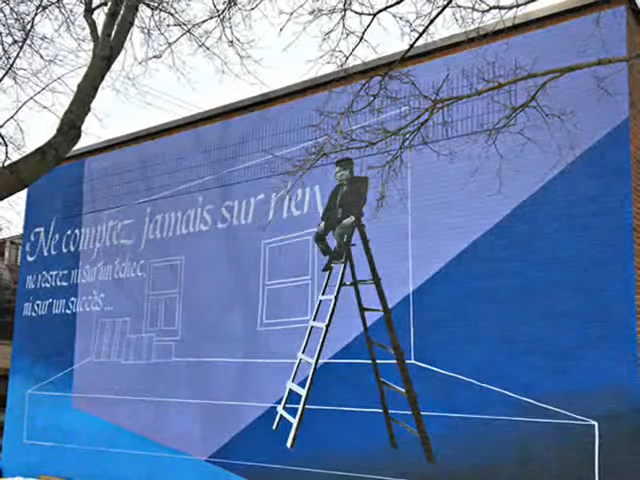 Ne comptez jamais sur rien
ne restez ni sur un échec,
ni sur un succès...